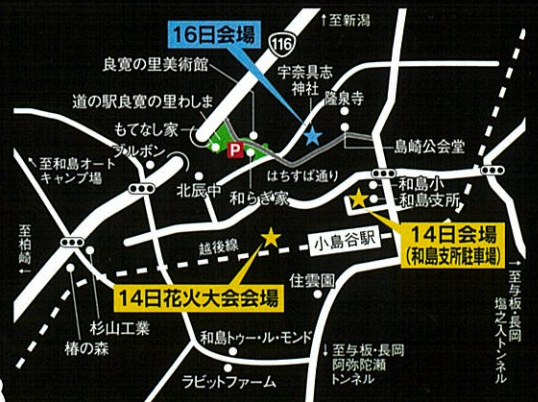 ↑至新潟
116
16日会場
良寛の里美術館
宇奈具志
神社
隆泉寺
道の駅良寛の里わしま
もてなし家
ブルボン
P
島崎公会堂
はちすば通り
←至和島オート
キャンプ場
北辰中
和らぎ家
和島小
和島支所
14日会場
(和島支所駐車場)
至柏崎
←
越後線
小島谷駅
14日花火大会会場
住雲園
→至与板・長岡
塩之入トンネル
杉山工業
椿の森
和島トゥー・ル・モンド
ラビットファーム
↓至与板・長岡
阿弥陀瀬
トンネル